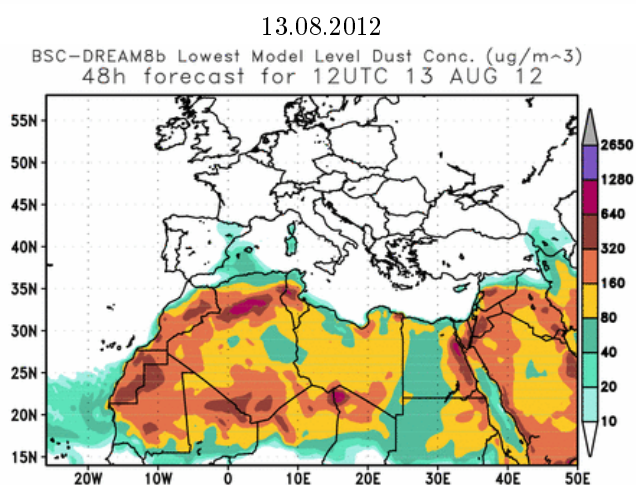 13.08.2012
BSC-DREAM8b Lowest Model Level Dust Conc. (ug/m^3)
48h forecast for 12UTC 13 AUG 12
55N
50N
45N
40N
35N
30N
25N
20N
15N
20W
10W
0
10E
20E
30E
40E
50E
2650
1280
640
320
160
80
40
20
10